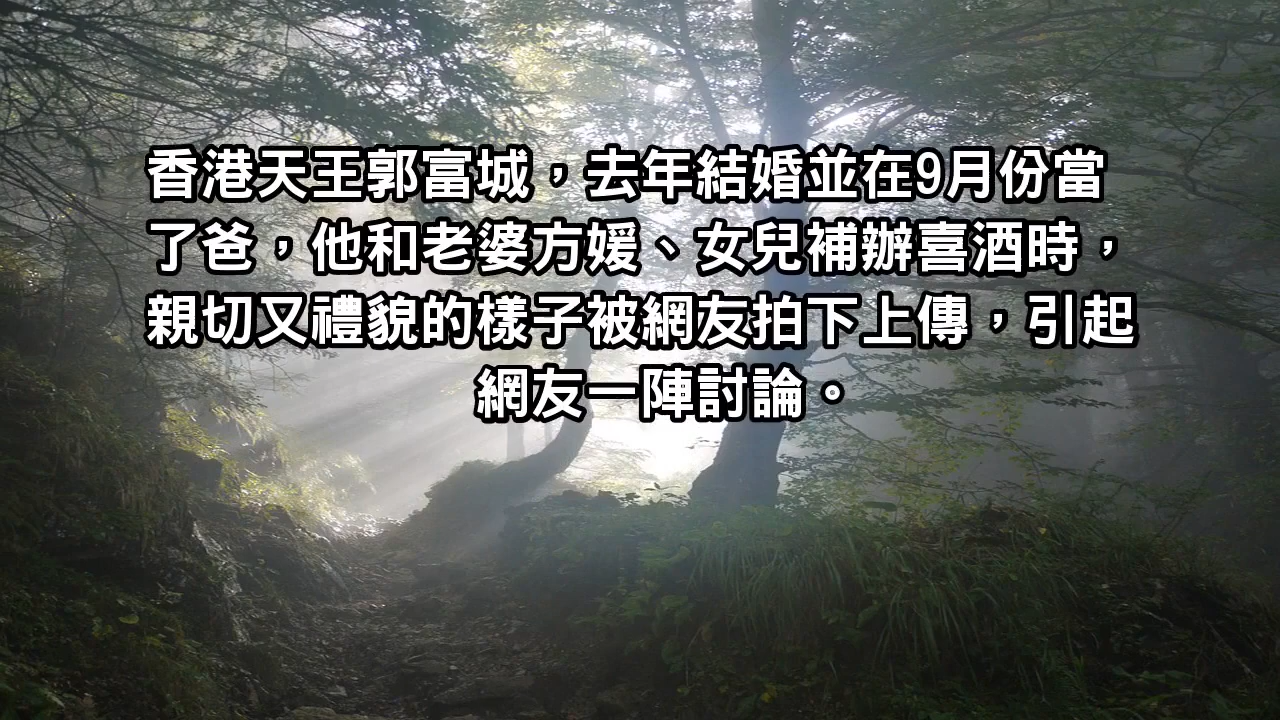 香港天王郭富城，去年結婚並在9月份當
了爸，他和老婆方媛、女兒補辦喜酒時，
親切又禮貌的樣子被網友拍下上傳，引起
網友一陣討論。